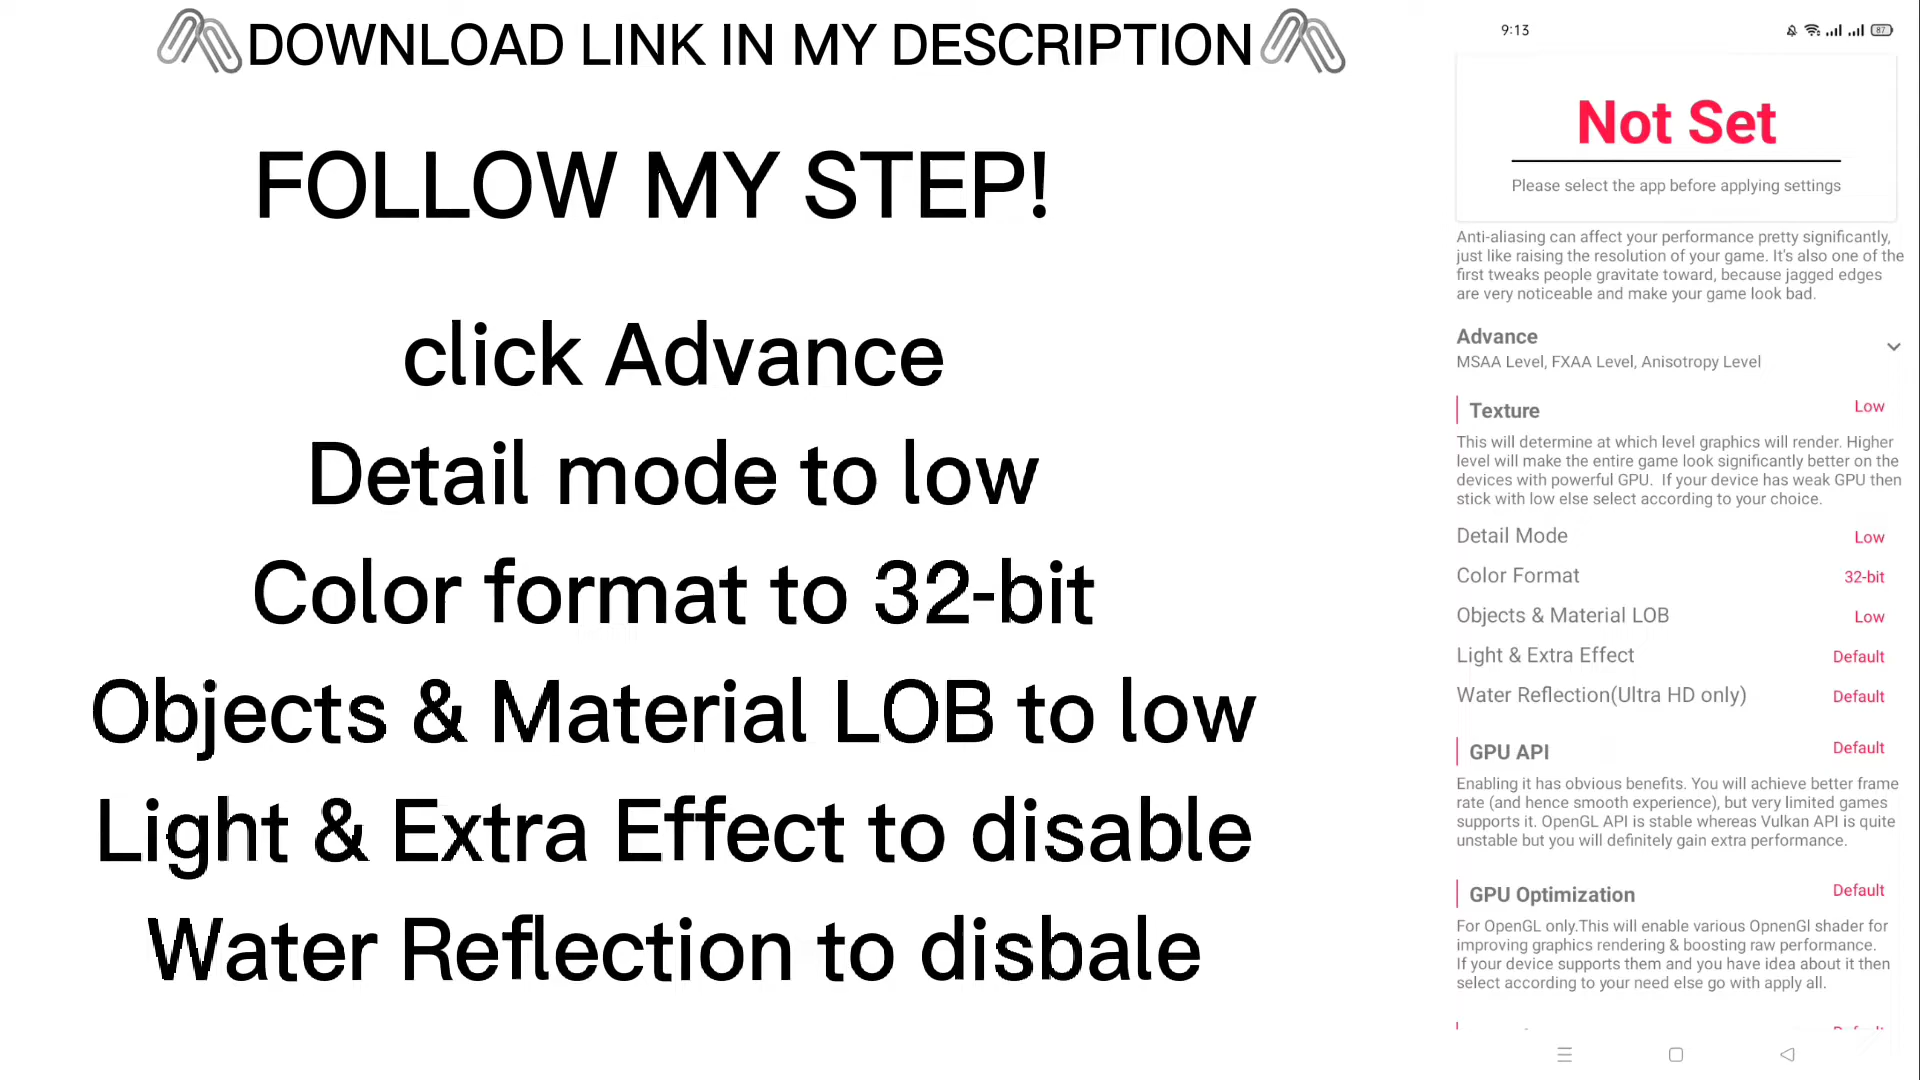 DOWNLOAD LINK IN MY DESCRIPTION
FOLLOW MY STEP!
click Advance
Detail mode to low
Color format to 32-bit
Objects & Material LOB to low
Light & Extra Effect to disable
Water Reflection to disbale
9:13
87
Not Set
Please select the app before applying settings
Anti-aliasing can affect your performance pretty significantly,
just like raising the resolution of your game. It's also one of the
first tweaks people gravitate toward, because jagged edges
are very noticeable and make your game look bad.
Advance
MSAA Level, FXAA Level, Anisotropy Level
Texture Low
This will determine at which level graphics will render. Higher
level will make the entire game look significantly better on the
devices with powerful GPU.  If your device has weak GPU then
stick with low else select according to your choice.
Detail Mode Low
Color Format 32-bit
Objects & Material LOB Low
Light & Extra Effect Default
Water Reflection(Ultra HD only) Default
GPU API Default
Enabling it has obvious benefits. You will achieve better frame
rate (and hence smooth experience), but very limited games
supports it. OpenGL API is stable whereas Vulkan API is quite
unstable but you will definitely gain extra performance.
GPU Optimization Default
For OpenGL only.This will enable various OpnenGl shader for
improving graphics rendering & boosting raw performance.
If your device supports them and you have idea about it then
select according to your need else go with apply all.